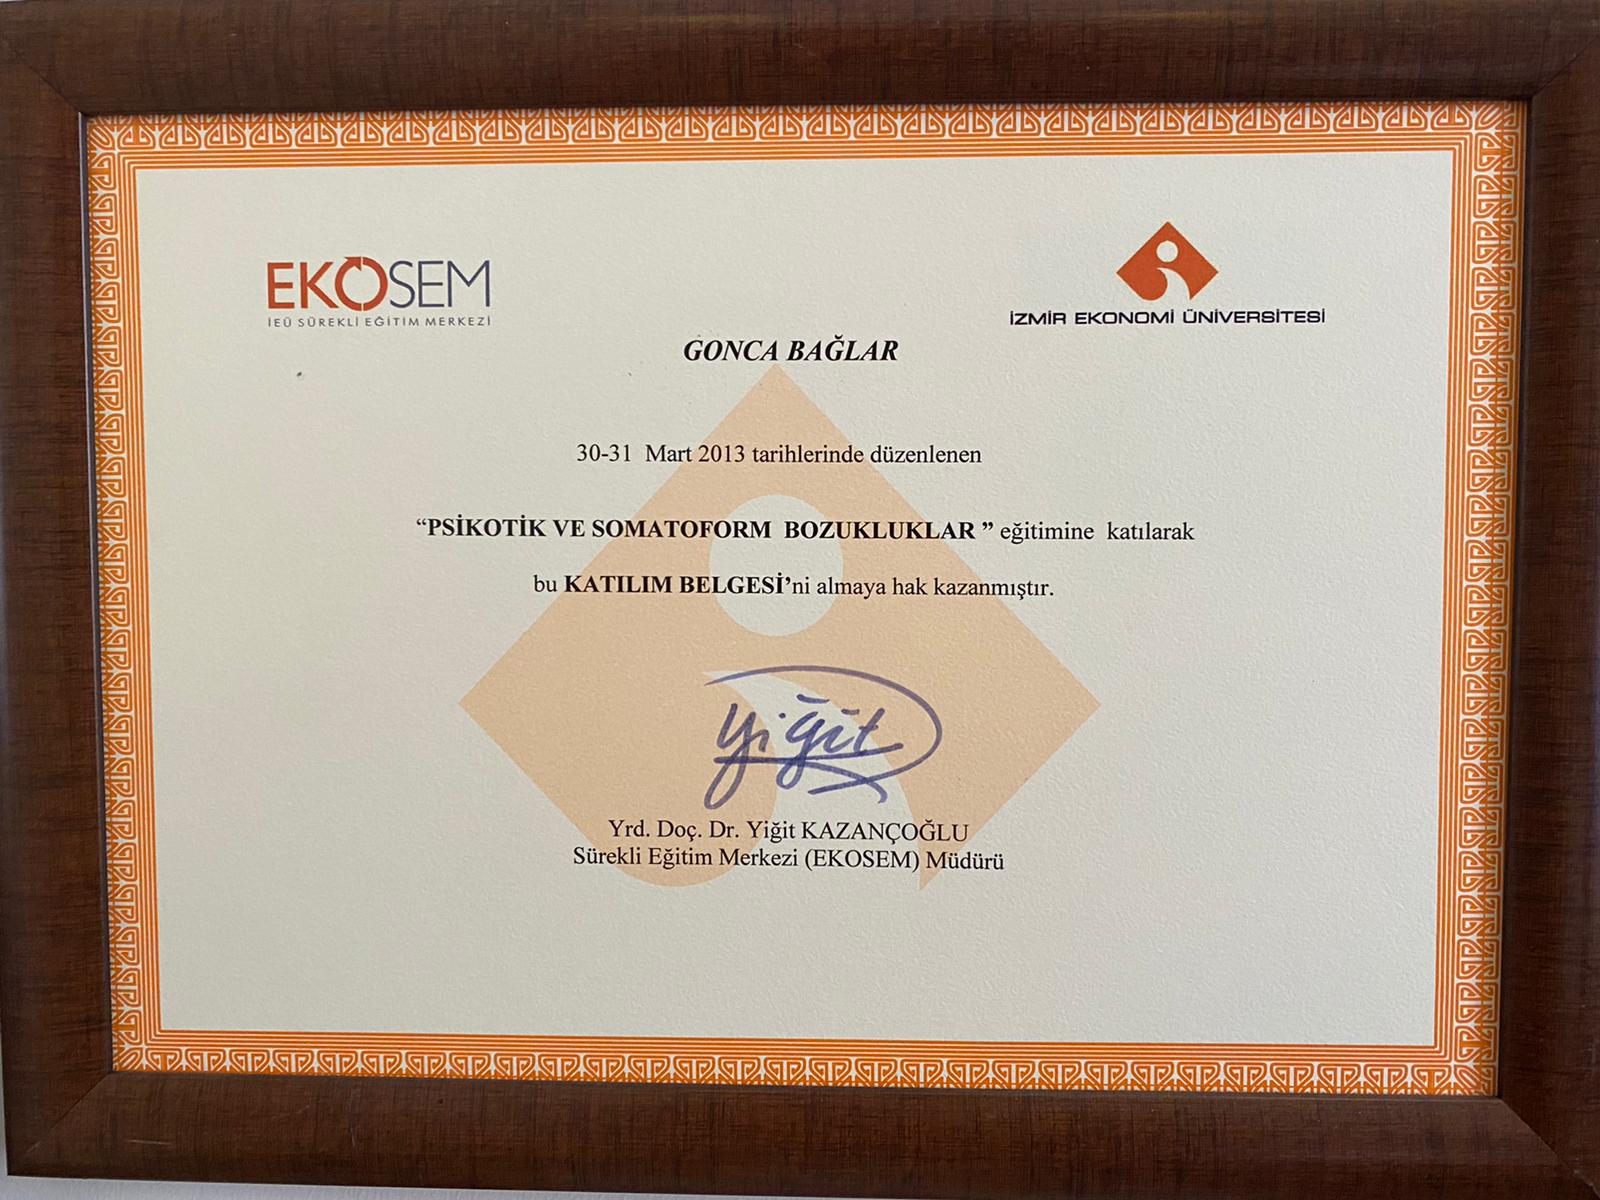 EKOSEM
İEÜ SÜREKLİ EĞİTİM MERKEZİ
İZMİR EKONOMİ ÜNİVERSİTESİ
GONCA BAĞLAR
30-31 Mart 2013 tarihlerinde düzenlenen
“PSİKOTİK VE SOMATOFORM BOZUKLUKLAR ” eğitimine katılarak
bu KATILIM BELGESİ’ni almaya hak kazanmıştır.
Yiğit
Yrd. Doç. Dr. Yiğit KAZANÇOĞLU
Sürekli Eğitim Merkezi (EKOSEM) Müdürü